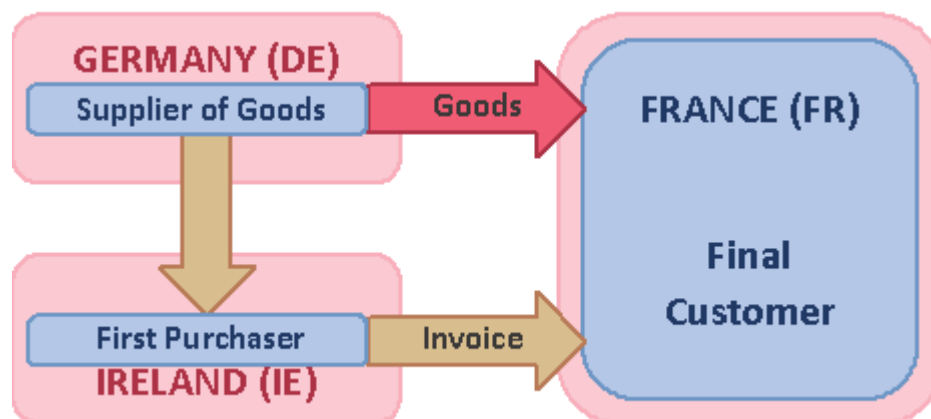 GERMANY (DE)
Supplier of Goods
Goods
FRANCE (FR)
Final
Customer
First Purchaser
Invoice
IRELAND (IE)